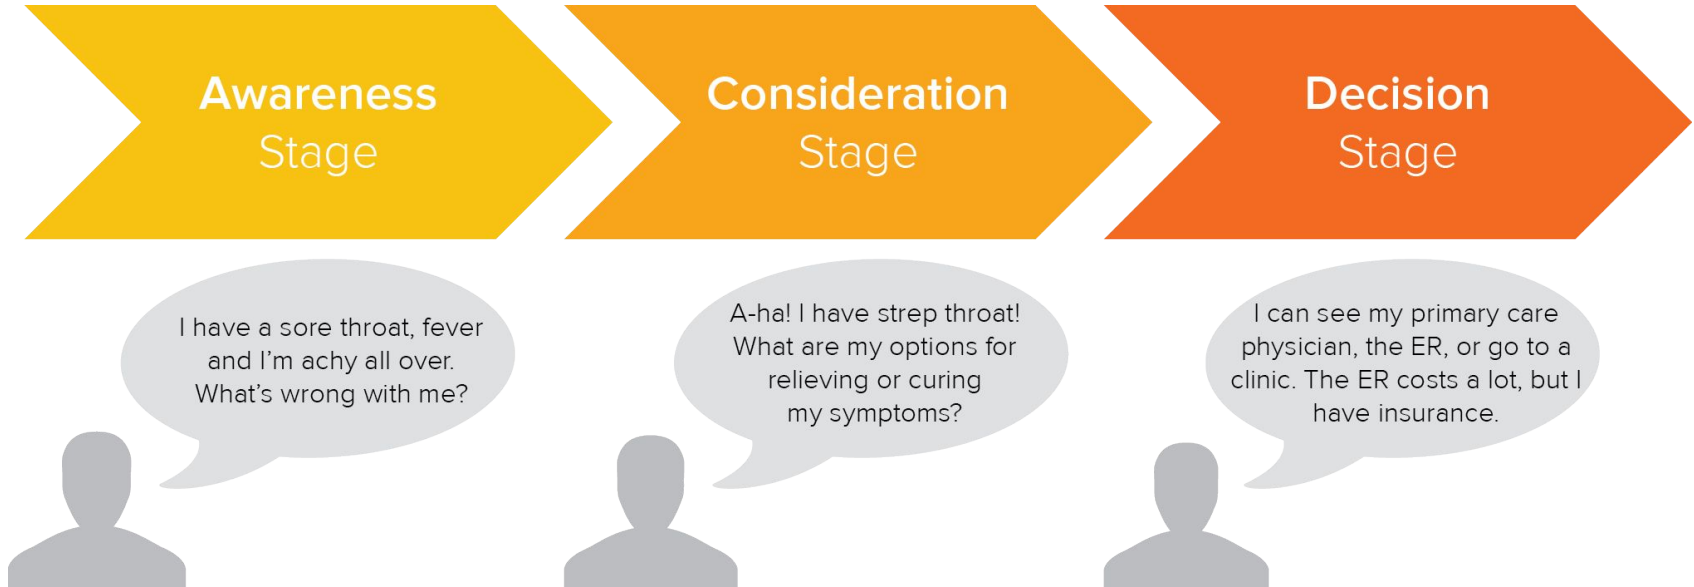 Awareness
Stage
Consideration
Stage
Decision
Stage
I have a sore throat, fever
and I'm achy all over.
What's wrong with me?
A-ha! I have strep throat!
What are my options for
relieving or curing
my symptoms?
I can see my primary care
physician, the ER, or go to a
clinic. The ER costs a lot, but I
have insurance.